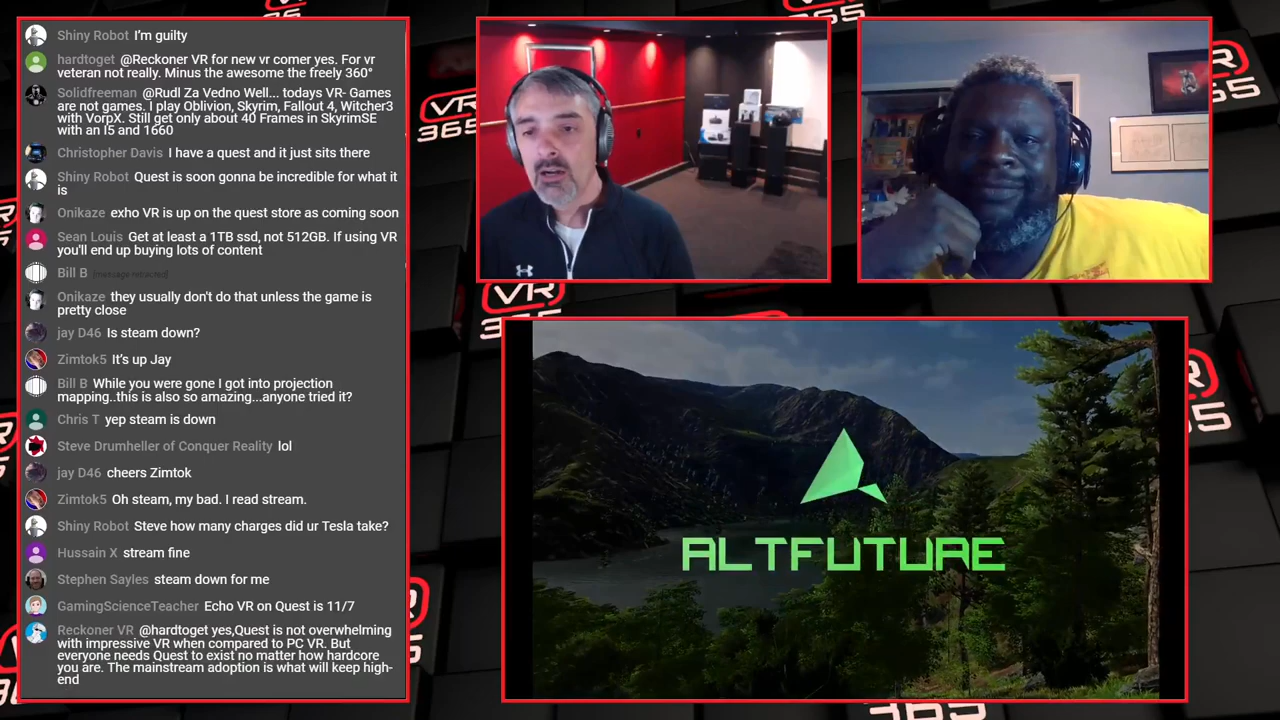 Shiny Robot I'm guilty
hardtoget @Reckoner VR for new vr comer yes. For vr
veteran not really. Minus the awesome the freely 360°
Solidfreeman @Rudl Za Vedno Well... todays VR- Games
are not games. I play Oblivion, Skyrim, Fallout 4, Witcher3
with VorpX. Still get only about 40 Frames in SkyrimSE
with an I5 and 1660
Christopher Davis I have a quest and it just sits there
Shiny Robot Quest is soon gonna be incredible for what it
is
Onikaze exho VR is up on the quest store as coming soon
Sean Louis Get at least a 1TB ssd, not 512GB. If using VR
you'll end up buying lots of content
Bill B [message retracted]
Onikaze they usually don't do that unless the game is
pretty close
jay D46 Is steam down?
Zimtok5 It's up Jay
Bill B While you were gone I got into projection
mapping..this is also so amazing...anyone tried it?
Chris T yep steam is down
Steve Drumheller of Conquer Reality lol
jay D46 cheers Zimtok
Zimtok5 Oh steam, my bad. I read stream.
Shiny Robot Steve how many charges did ur Tesla take?
Hussain X stream fine
Stephen Sayles steam down for me
GamingScienceTeacher Echo VR on Quest is 11/7
Reckoner VR @hardtoget yes,Quest is not overwhelming
with impressive VR when compared to PC VR. But
everyone needs Quest to exist no matter how hardcore
you are. The mainstream adoption is what will keep high-
end
VR
365
VR
ALTFUTURE